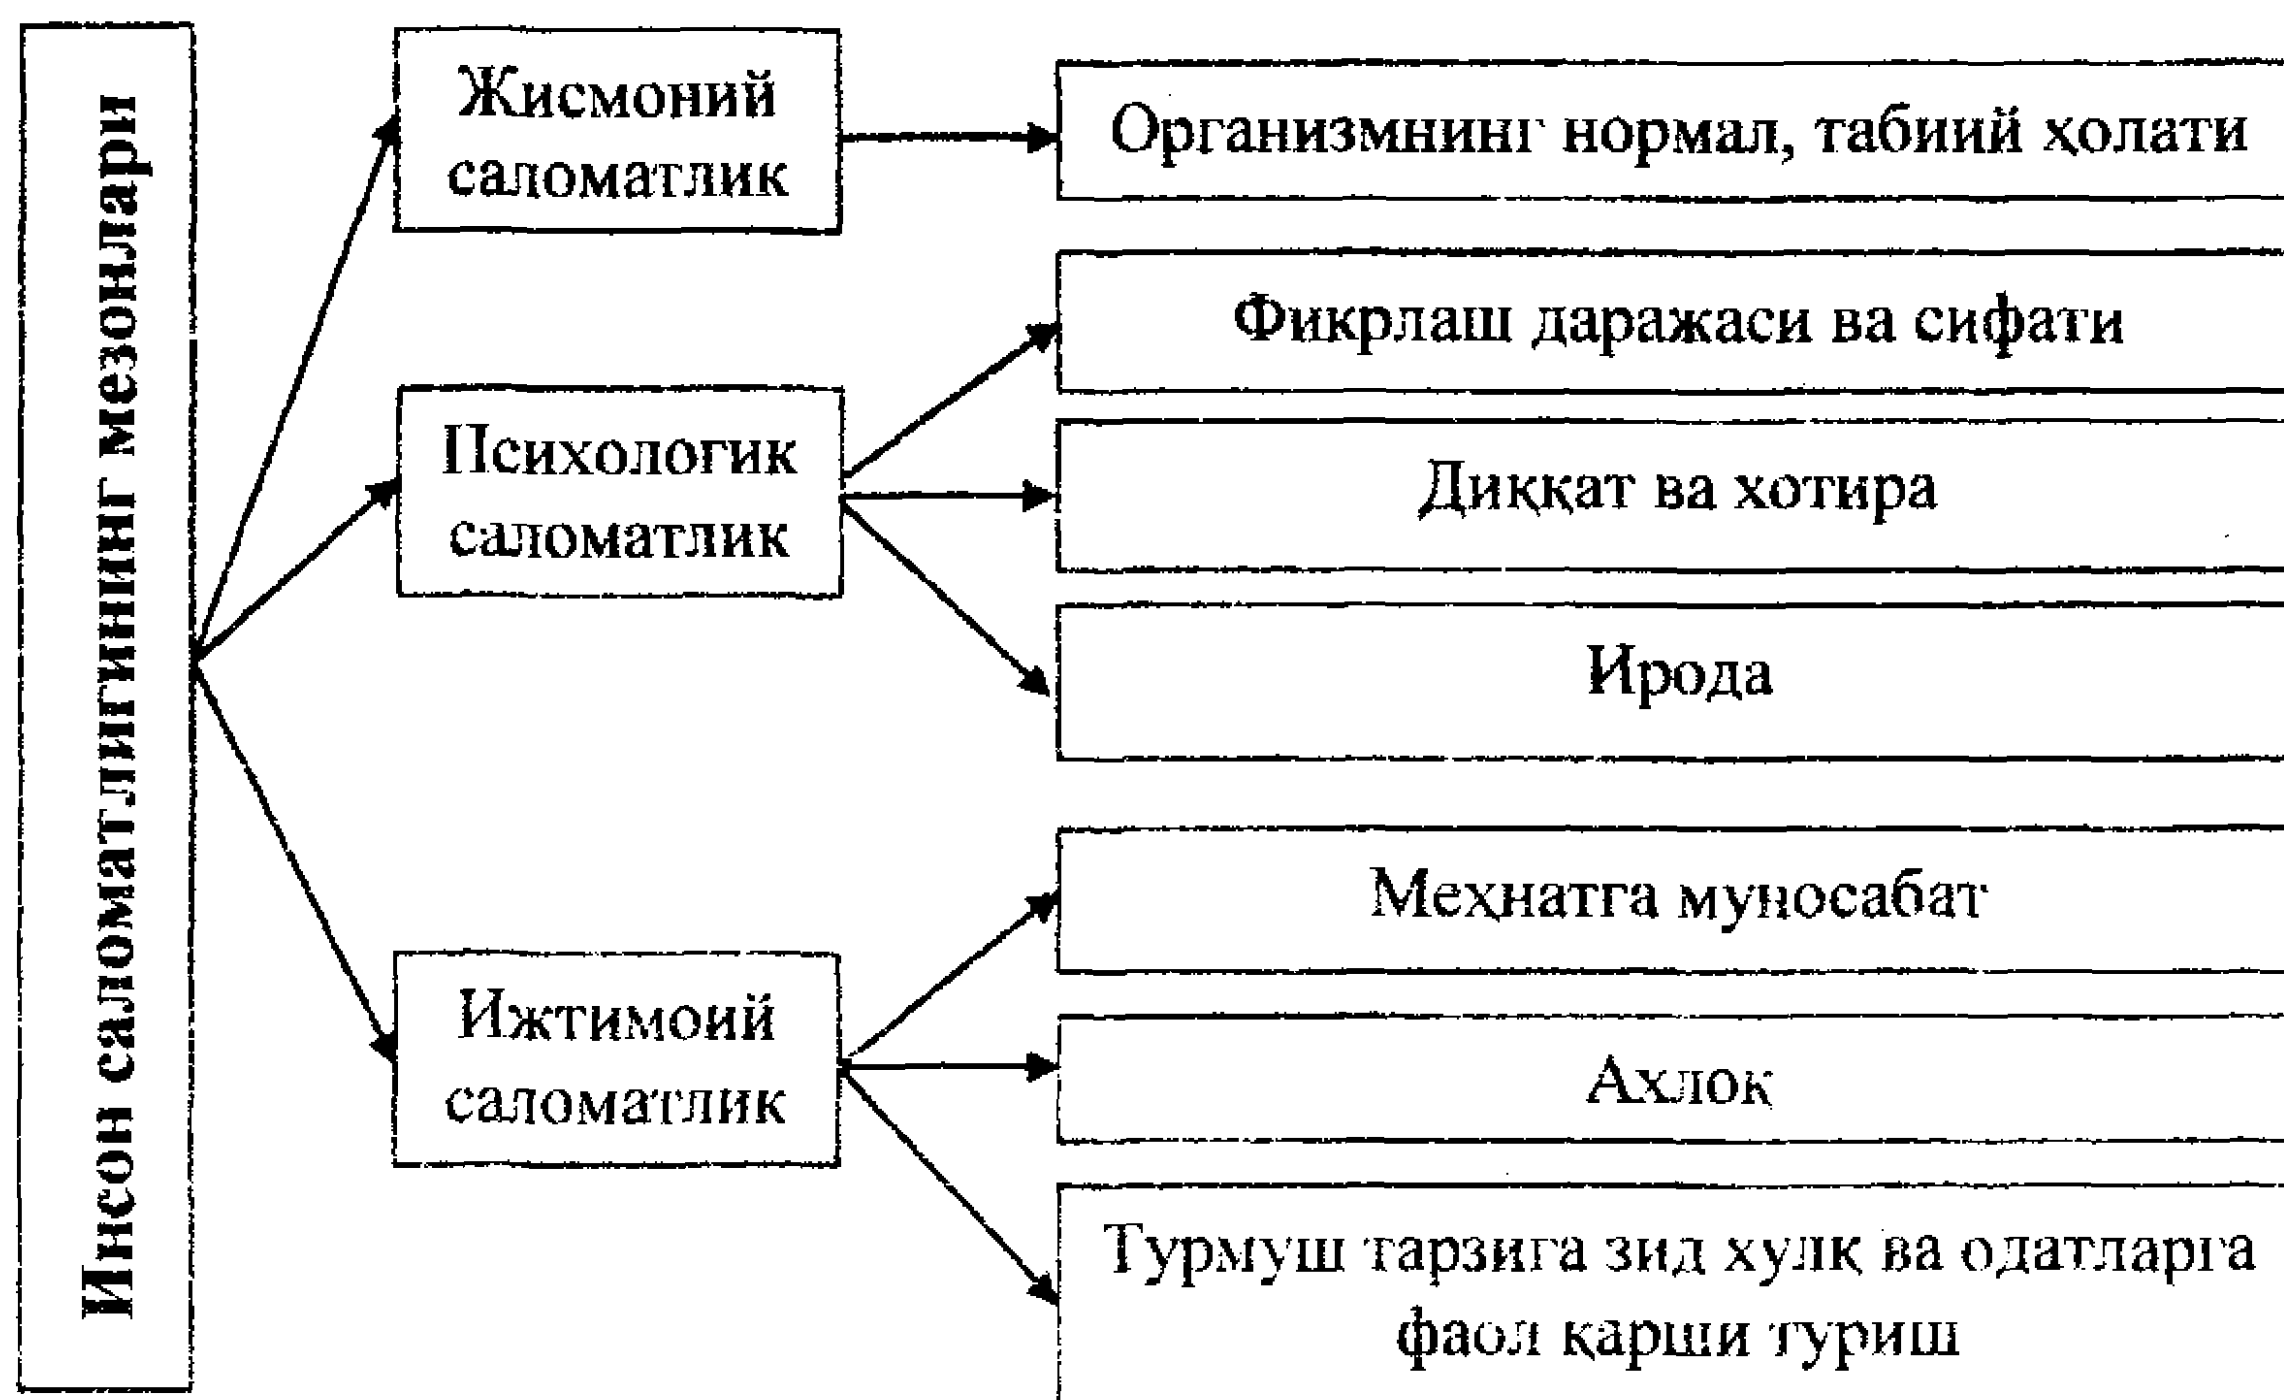 Инсон саломатлигининг мезонлари
Жисмоний
саломатлик
Организмнинг нормал, табиий ҳолати
Психологик
саломатлик
Фикрлаш даражаси ва сифати
Диққат ва хотира
Ирода
Ижтимоий
саломатлик
Меҳнатга муносабат
Ахлоқ
Турмуш тарзига зид хулқ ва одатларга
фаол қарши туриш